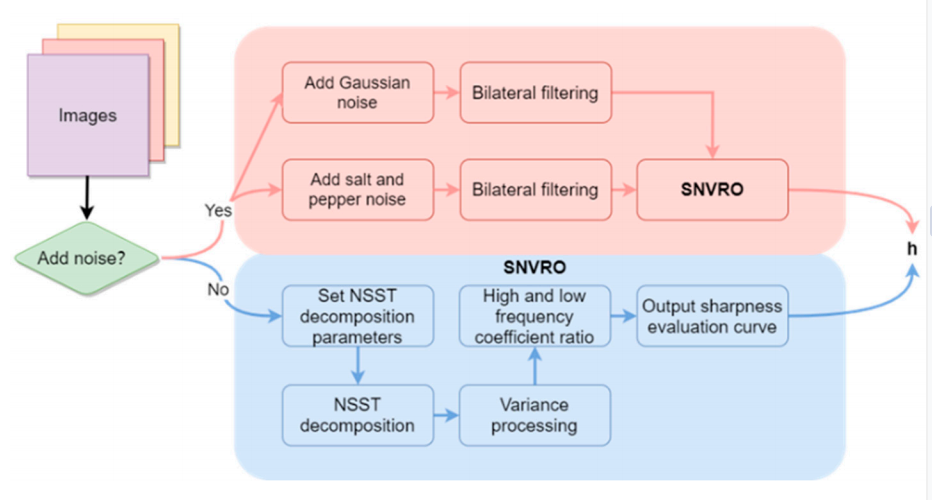 Images
Add noise?
Yes
No
Add Gaussian
noise
Bilateral filtering
Add salt and
pepper noise
Bilateral filtering
SNVRO
h
SNVRO
Set NSST
decomposition
parameters
High and low
frequency
coefficient ratio
Output sharpness
evaluation curve
NSST
decomposition
Variance
processing